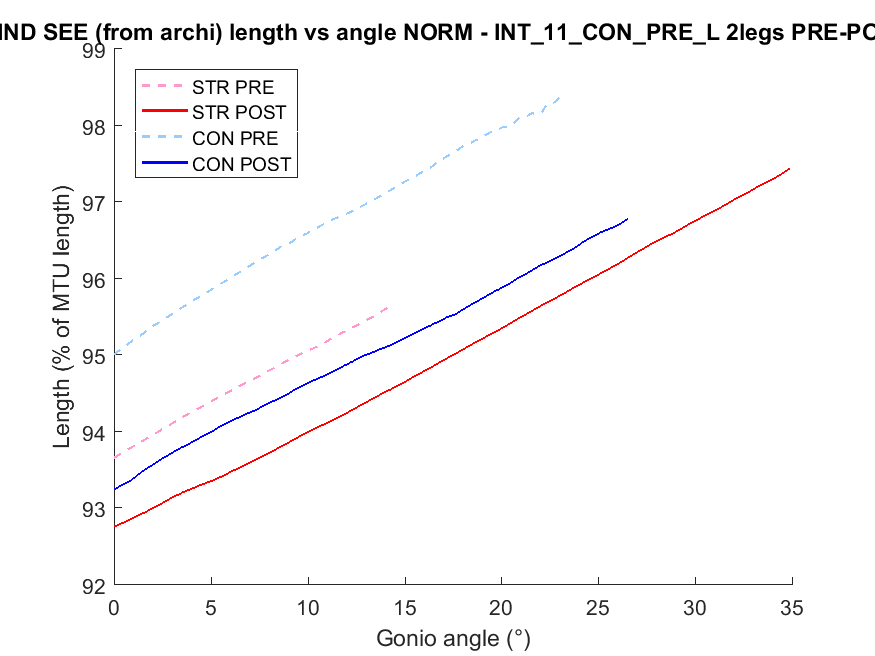 IND SEE (from archi) length vs angle NORM - INT_11_CON_PRE_L 2legs PRE-PO
99
98
97
96
95
94
93
92
Length (% of MTU length)
STR PRE
STR POST
CON PRE
CON POST
0 5 10 15 20 25 30 35
Gonio angle (°)